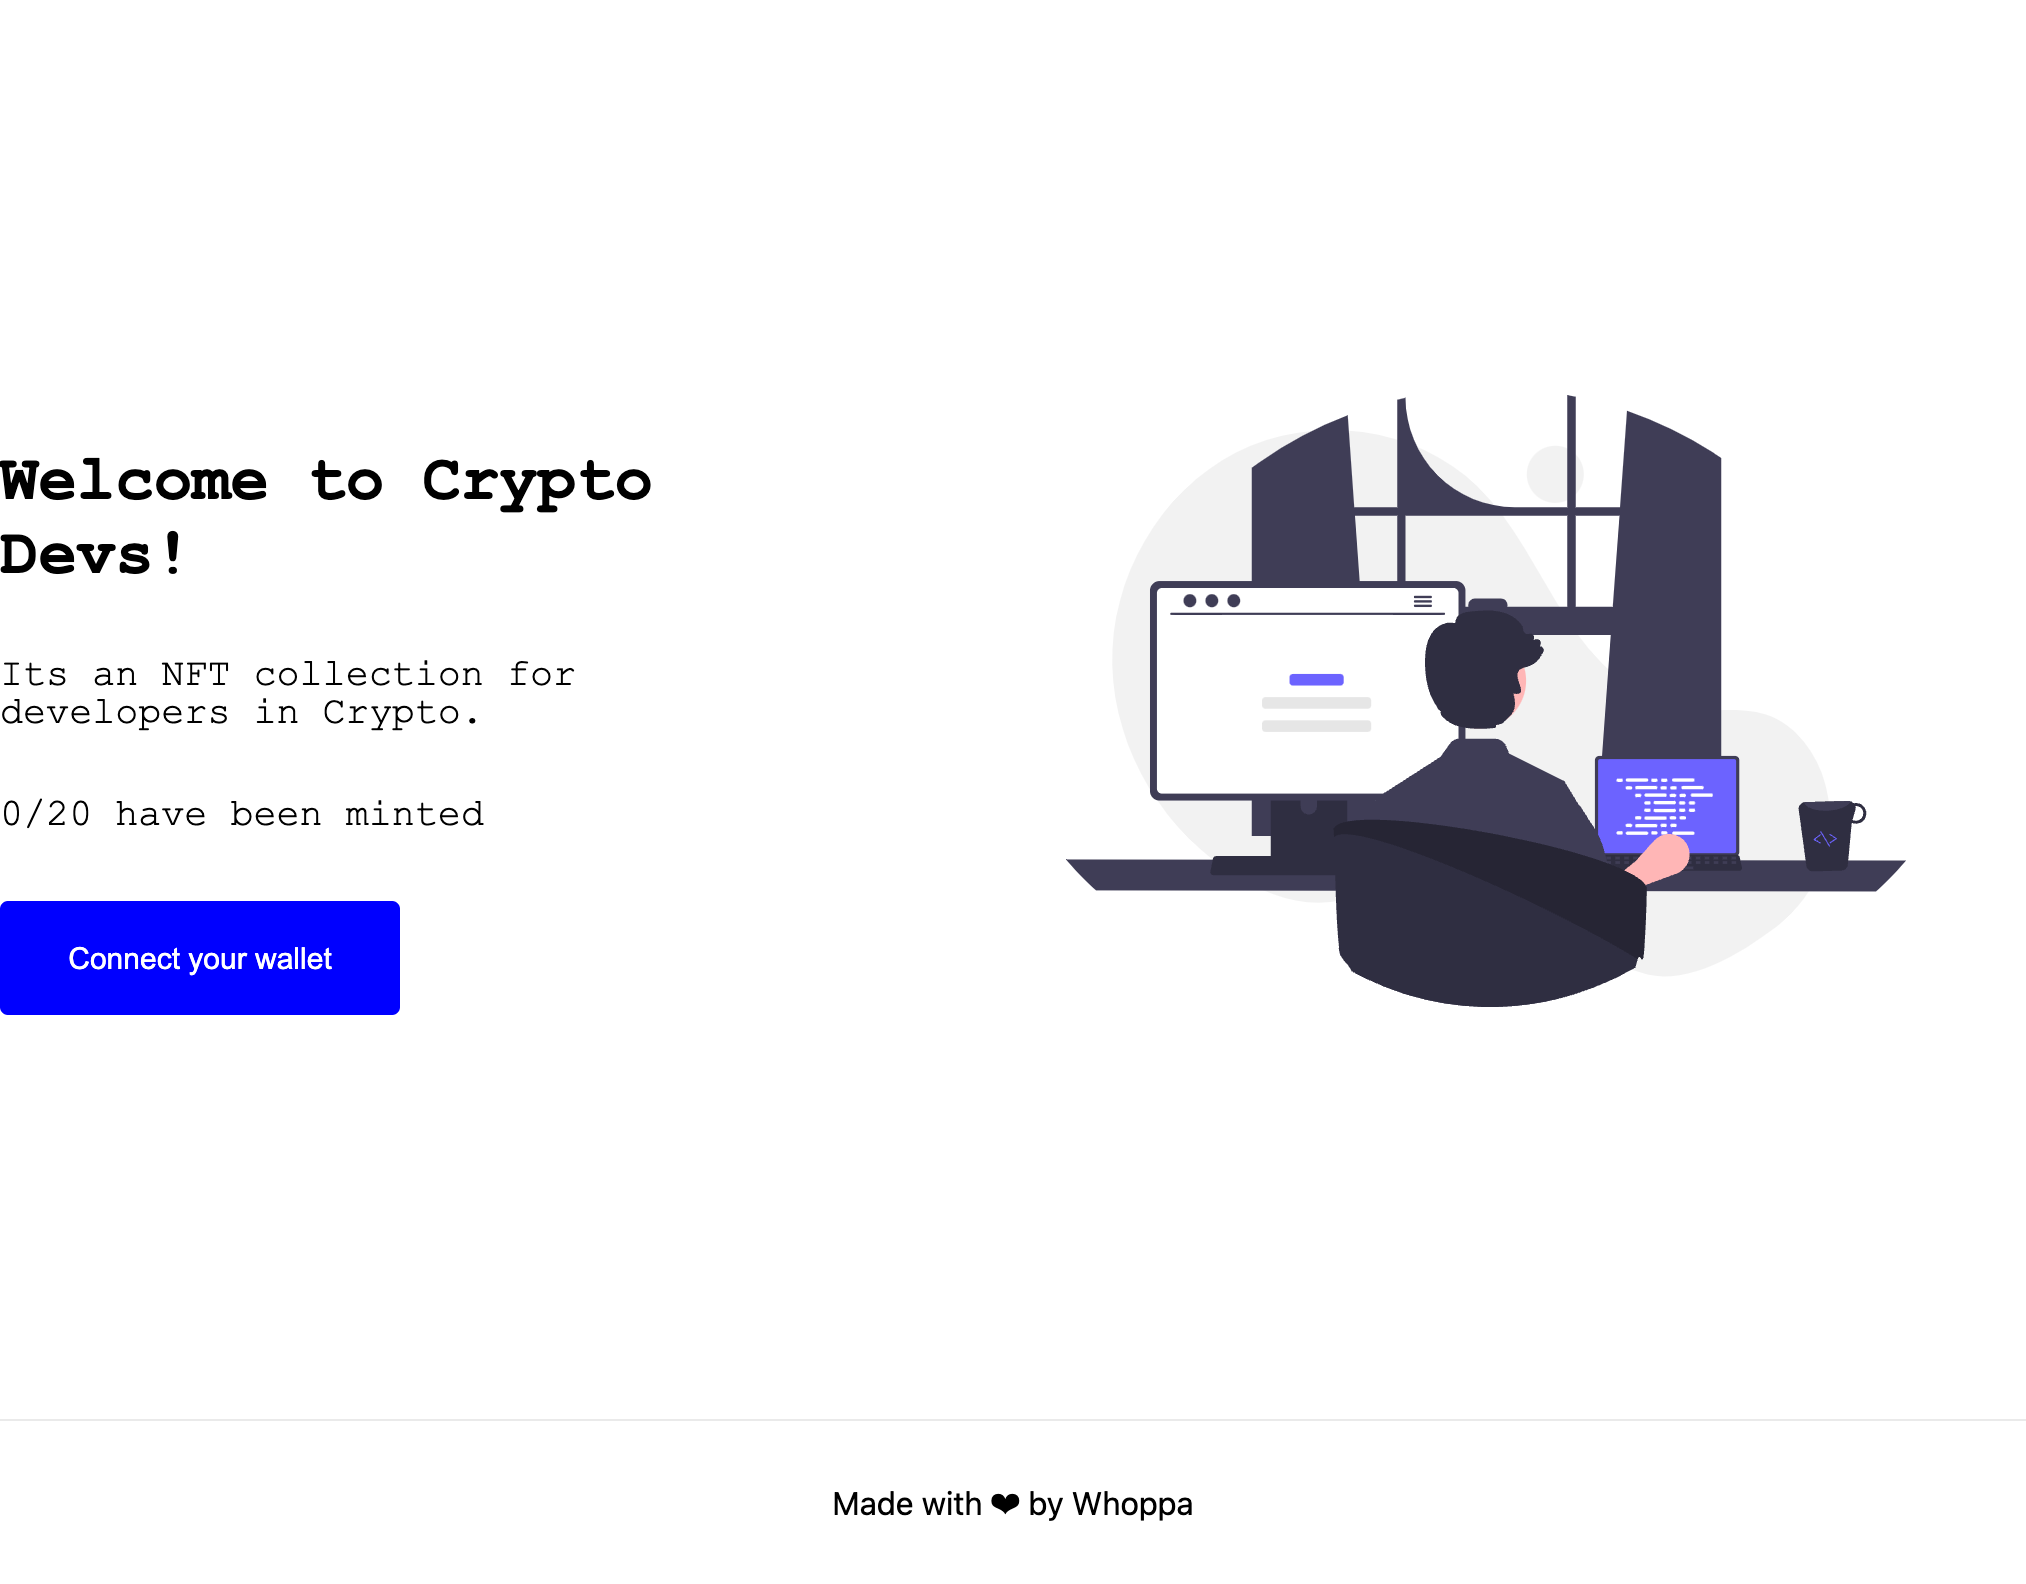 Welcome to Crypto
Devs!
Its an NFT collection for
developers in Crypto.
0/20 have been minted
Connect your wallet
</>
Made with ❤ by Whoppa